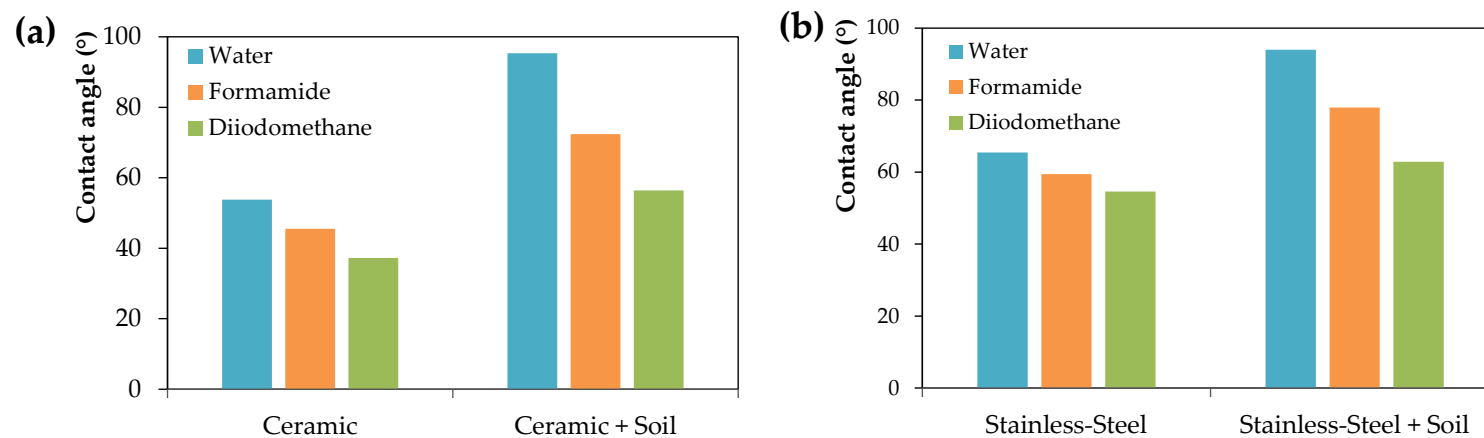 (a)
Contact angle (°)
100
80
60
40
20
0
Water
Formamide
Diiodomethane
Ceramic
Ceramic + Soil
(b)
Contact angle (°)
100
80
60
40
20
0
Water
Formamide
Diiodomethane
Stainless-Steel
Stainless-Steel + Soil